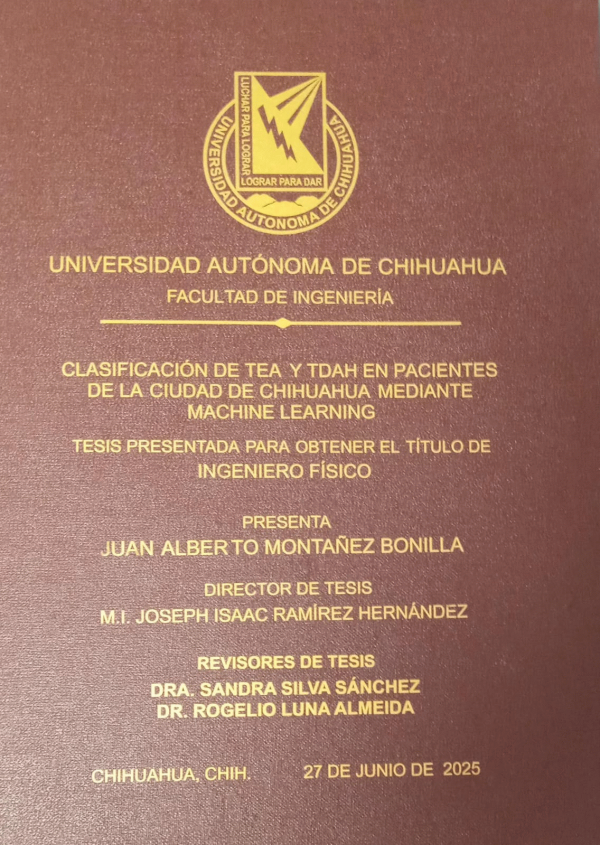 LUCHAR PARA LOGRAR
LOGRAR PARA DAR
UNIVERSIDAD AUTONOMA DE CHIHUAHUA
UNIVERSIDAD AUTÓNOMA DE CHIHUAHUA
FACULTAD DE INGENIERÍA
CLASIFICACIÓN DE TEA Y TDAH EN PACIENTES
DE LA CIUDAD DE CHIHUAHUA MEDIANTE
MACHINE LEARNING
TESIS PRESENTADA PARA OBTENER EL TÍTULO DE
INGENIERO FÍSICO
PRESENTA
JUAN ALBERTO MONTAÑEZ BONILLA
DIRECTOR DE TESIS
M.I. JOSEPH ISAAC RAMÍREZ HERNÁNDEZ
REVISORES DE TESIS
DRA. SANDRA SILVA SÁNCHEZ
DR. ROGELIO LUNA ALMEIDA
CHIHUAHUA, CHIH. 27 DE JUNIO DE 2025